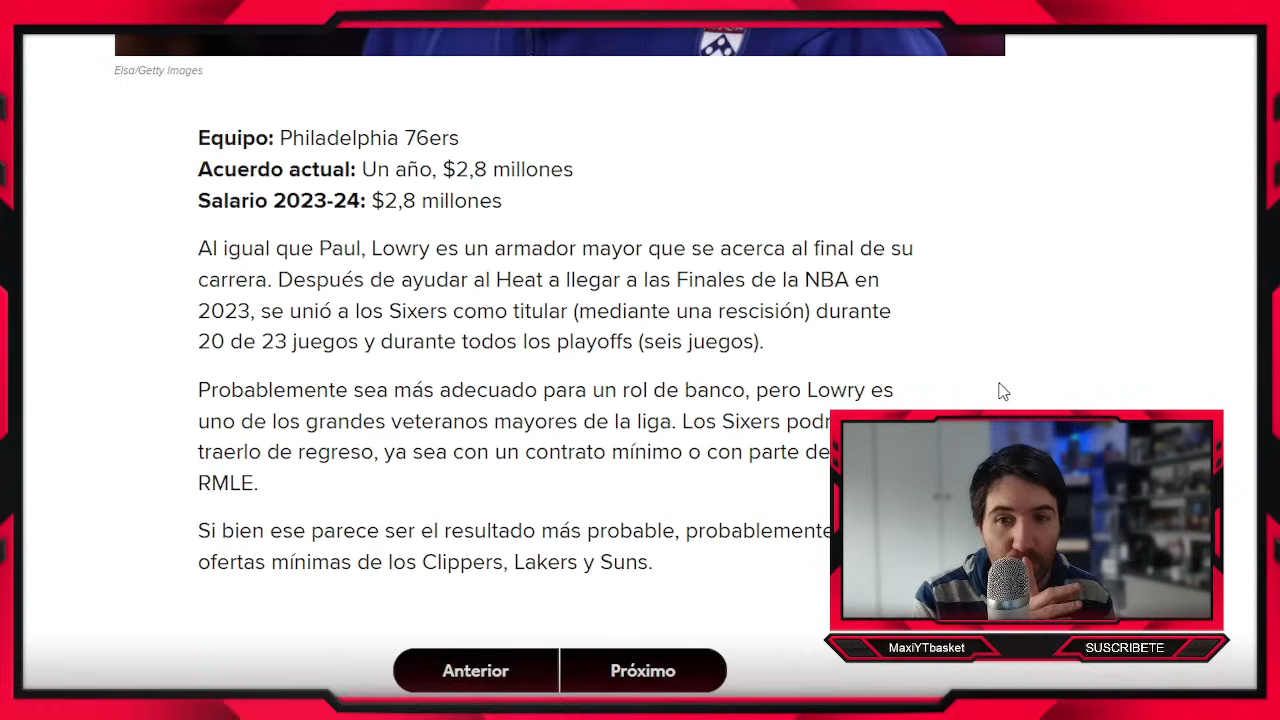 Elsa/Getty Images
Equipo: Philadelphia 76ers
Acuerdo actual: Un año, $2,8 millones
Salario 2023-24: $2,8 millones
Al igual que Paul, Lowry es un armador mayor que se acerca al final de su
carrera. Después de ayudar al Heat a llegar a las Finales de la NBA en
2023, se unió a los Sixers como titular (mediante una rescisión) durante
20 de 23 juegos y durante todos los playoffs (seis juegos).
Probablemente sea más adecuado para un rol de banco, pero Lowry es
uno de los grandes veteranos mayores de la liga. Los Sixers podr
traerlo de regreso, ya sea con un contrato mínimo o con parte de
RMLE.
Si bien ese parece ser el resultado más probable, probablemente
ofertas mínimas de los Clippers, Lakers y Suns.
MaxiYTbasket
SUSCRIBETE
Anterior
Próximo